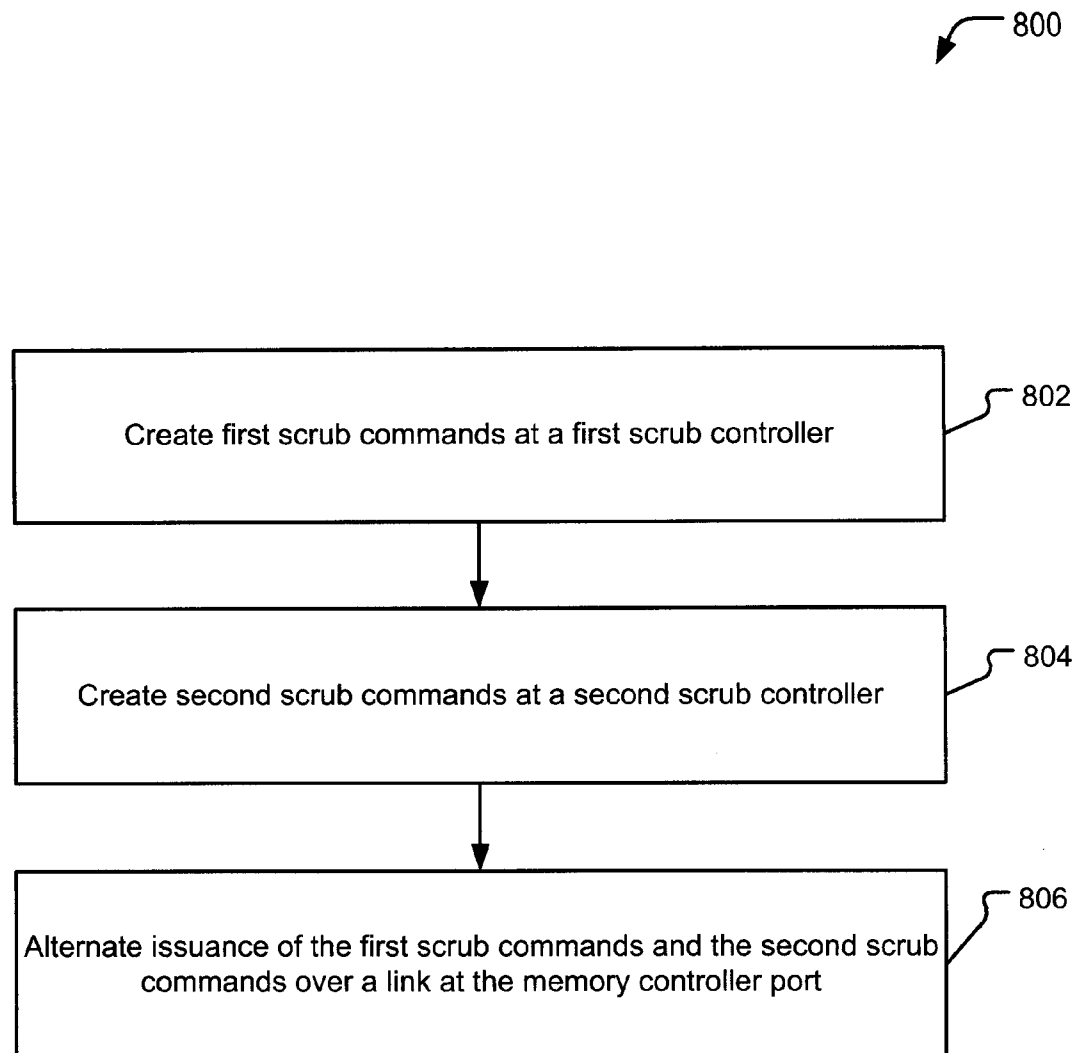 800
Create first scrub commands at a first scrub controller
802
Create second scrub commands at a second scrub controller
804
Alternate issuance of the first scrub commands and the second scrub
commands over a link at the memory controller port
806